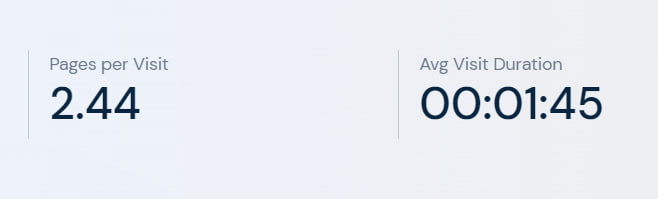 Pages per Visit
2.44
Avg Visit Duration
00:01:45